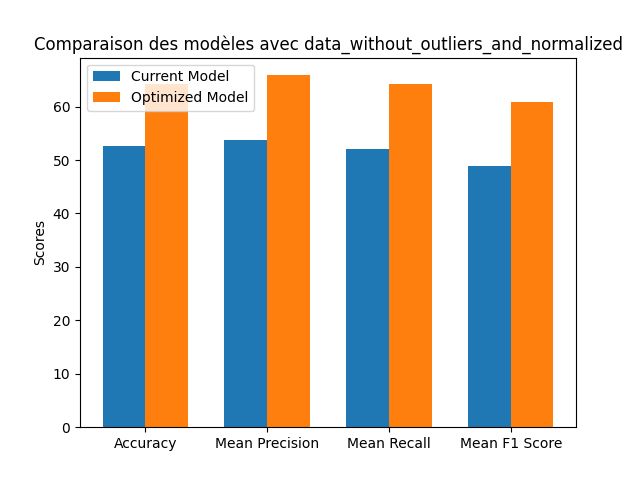 Comparaison des modèles avec data_without_outliers_and_normalized
Current Model
Optimized Model
Scores
60
50
40
30
20
10
0
Accuracy
Mean Precision
Mean Recall
Mean F1 Score